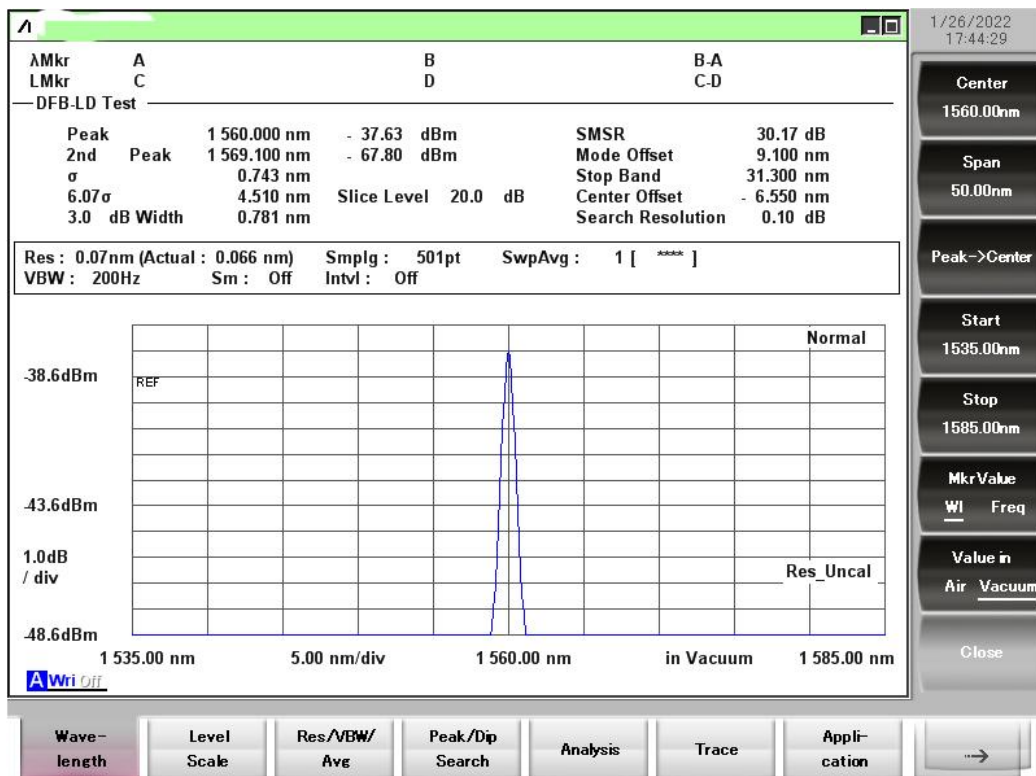 1/26/2022
17:44:29
λMkr A B B-A
LMkr C D C-D
DFB-LD Test
Peak 1 560.000 nm - 37.63 dBm SMSR 30.17 dB
2nd Peak 1 569.100 nm - 67.80 dBm Mode Offset 9.100 nm
σ 0.743 nm Stop Band 31.300 nm
6.07σ 4.510 nm Slice Level 20.0 dB Center Offset - 6.550 nm
3.0 dB Width 0.781 nm Search Resolution 0.10 dB
Res : 0.07nm (Actual : 0.066 nm) Smplg : 501pt SwpAvg : 1 [ **** ]
VBW : 200Hz Sm : Off Intvl : Off
Normal
-38.6dBm
REF
-43.6dBm
1.0dB
/ div
Res_Uncal
-48.6dBm
1 535.00 nm 5.00 nm/div 1 560.00 nm in Vacuum 1 585.00 nm
A Wri Off
Center
1560.00nm
Span
50.00nm
Peak->Center
Start
1535.00nm
Stop
1585.00nm
MkrValue
Wl Freq
Value in
Air Vacuum
Close
Wave-
length
Level
Scale
Res/VBW/
Avg
Peak/Dip
Search
Analysis
Trace
Appli-
cation